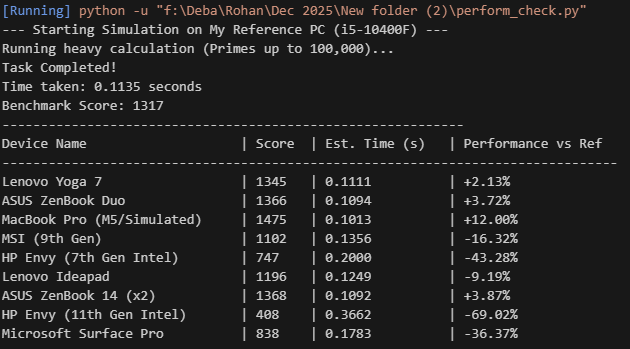 [Running] python -u "f:\Deba\Rohan\Dec 2025\New folder (2)\perform_check.py"
--- Starting Simulation on My Reference PC (i5-10400F) ---
Running heavy calculation (Primes up to 100,000)...
Task Completed!
Time taken: 0.1135 seconds
Benchmark Score: 1317
------------------------------------------------------------
Device Name | Score | Est. Time (s) | Performance vs Ref
--------------------------------------------------------------------------------
Lenovo Yoga 7 | 1345 | 0.1111 | +2.13%
ASUS ZenBook Duo | 1366 | 0.1094 | +3.72%
MacBook Pro (M5/Simulated) | 1475 | 0.1013 | +12.00%
MSI (9th Gen) | 1102 | 0.1356 | -16.32%
HP Envy (7th Gen Intel) | 747 | 0.2000 | -43.28%
Lenovo Ideapad | 1196 | 0.1249 | -9.19%
ASUS ZenBook 14 (x2) | 1368 | 0.1092 | +3.87%
HP Envy (11th Gen Intel) | 408 | 0.3662 | -69.02%
Microsoft Surface Pro | 838 | 0.1783 | -36.37%